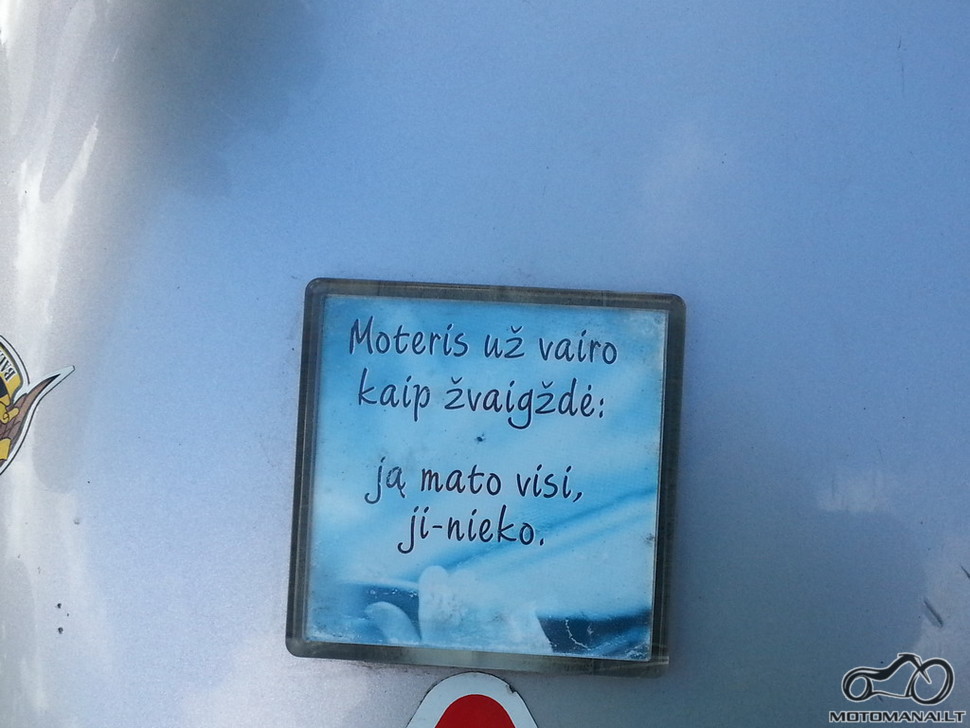 Moteris už vairo
kaip žvaigždė:
ją mato visi,
ji-nieko.
MOTOMANAI.LT